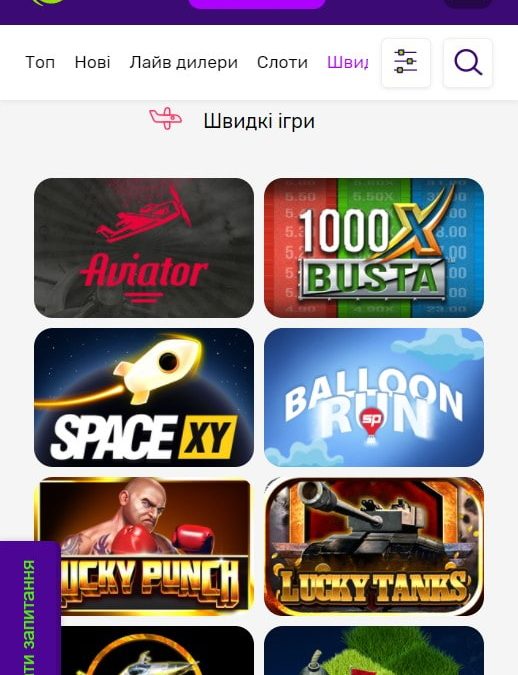 Топ Нові Лайв дилери Слоти Швид
Швидкі ігри
Aviator
1000X
BUSTA
SPACE XY
BALLOON
RUN
sp
LUCKY PUNCH
LUCKY TANKS
ти запитання